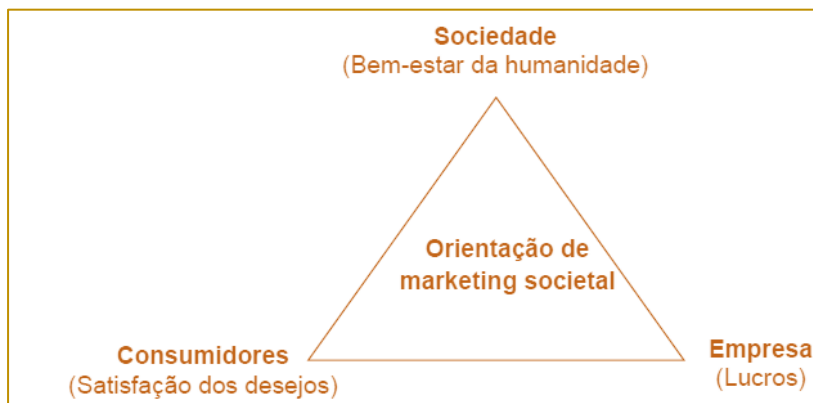 Sociedade
(Bem-estar da humanidade)
Orientação de
marketing societal
Consumidores
(Satisfação dos desejos)
Empresa
(Lucros)